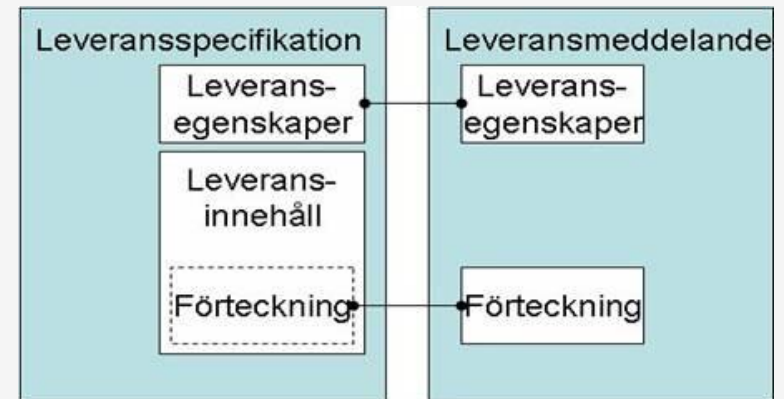 Leveransspecifikation
Leverans-
egenskaper
Leverans-
innehåll
Förteckning
Leveransmeddelande
Leverans-
egenskaper
Förteckning